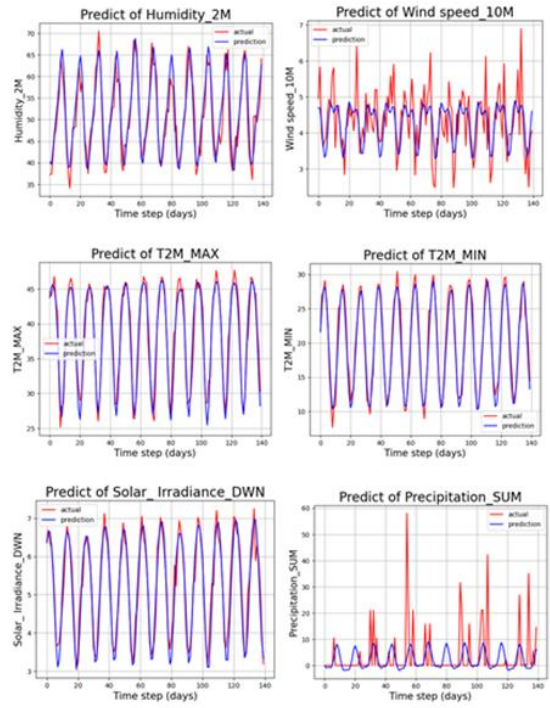 Predict of Humidity_2M
Humidity_2M
70
65
60
55
50
45
40
35
0 20 40 60 80 100 120 140
Time step (days)
actual
prediction
Predict of Wind speed_10M
Wind speed_10M
7
6
5
4
3
0 20 40 60 80 100 120 140
Time step (days)
actual
prediction
Predict of T2M_MAX
T2M_MAX
45
40
35
30
25
0 20 40 60 80 100 120 140
Time step (days)
actual
prediction
Predict of T2M_MIN
T2M_MIN
30
25
20
15
10
0 20 40 60 80 100 120 140
Time step (days)
actual
prediction
Predict of Solar_ Irradiance_DWN
Solar_ Irradiance_DWN
7
6
5
4
3
0 20 40 60 80 100 120 140
Time step (days)
actual
prediction
Predict of Precipitation_SUM
Precipitation_SUM
60
50
40
30
20
10
0
0 20 40 60 80 100 120 140
Time step (days)
actual
prediction